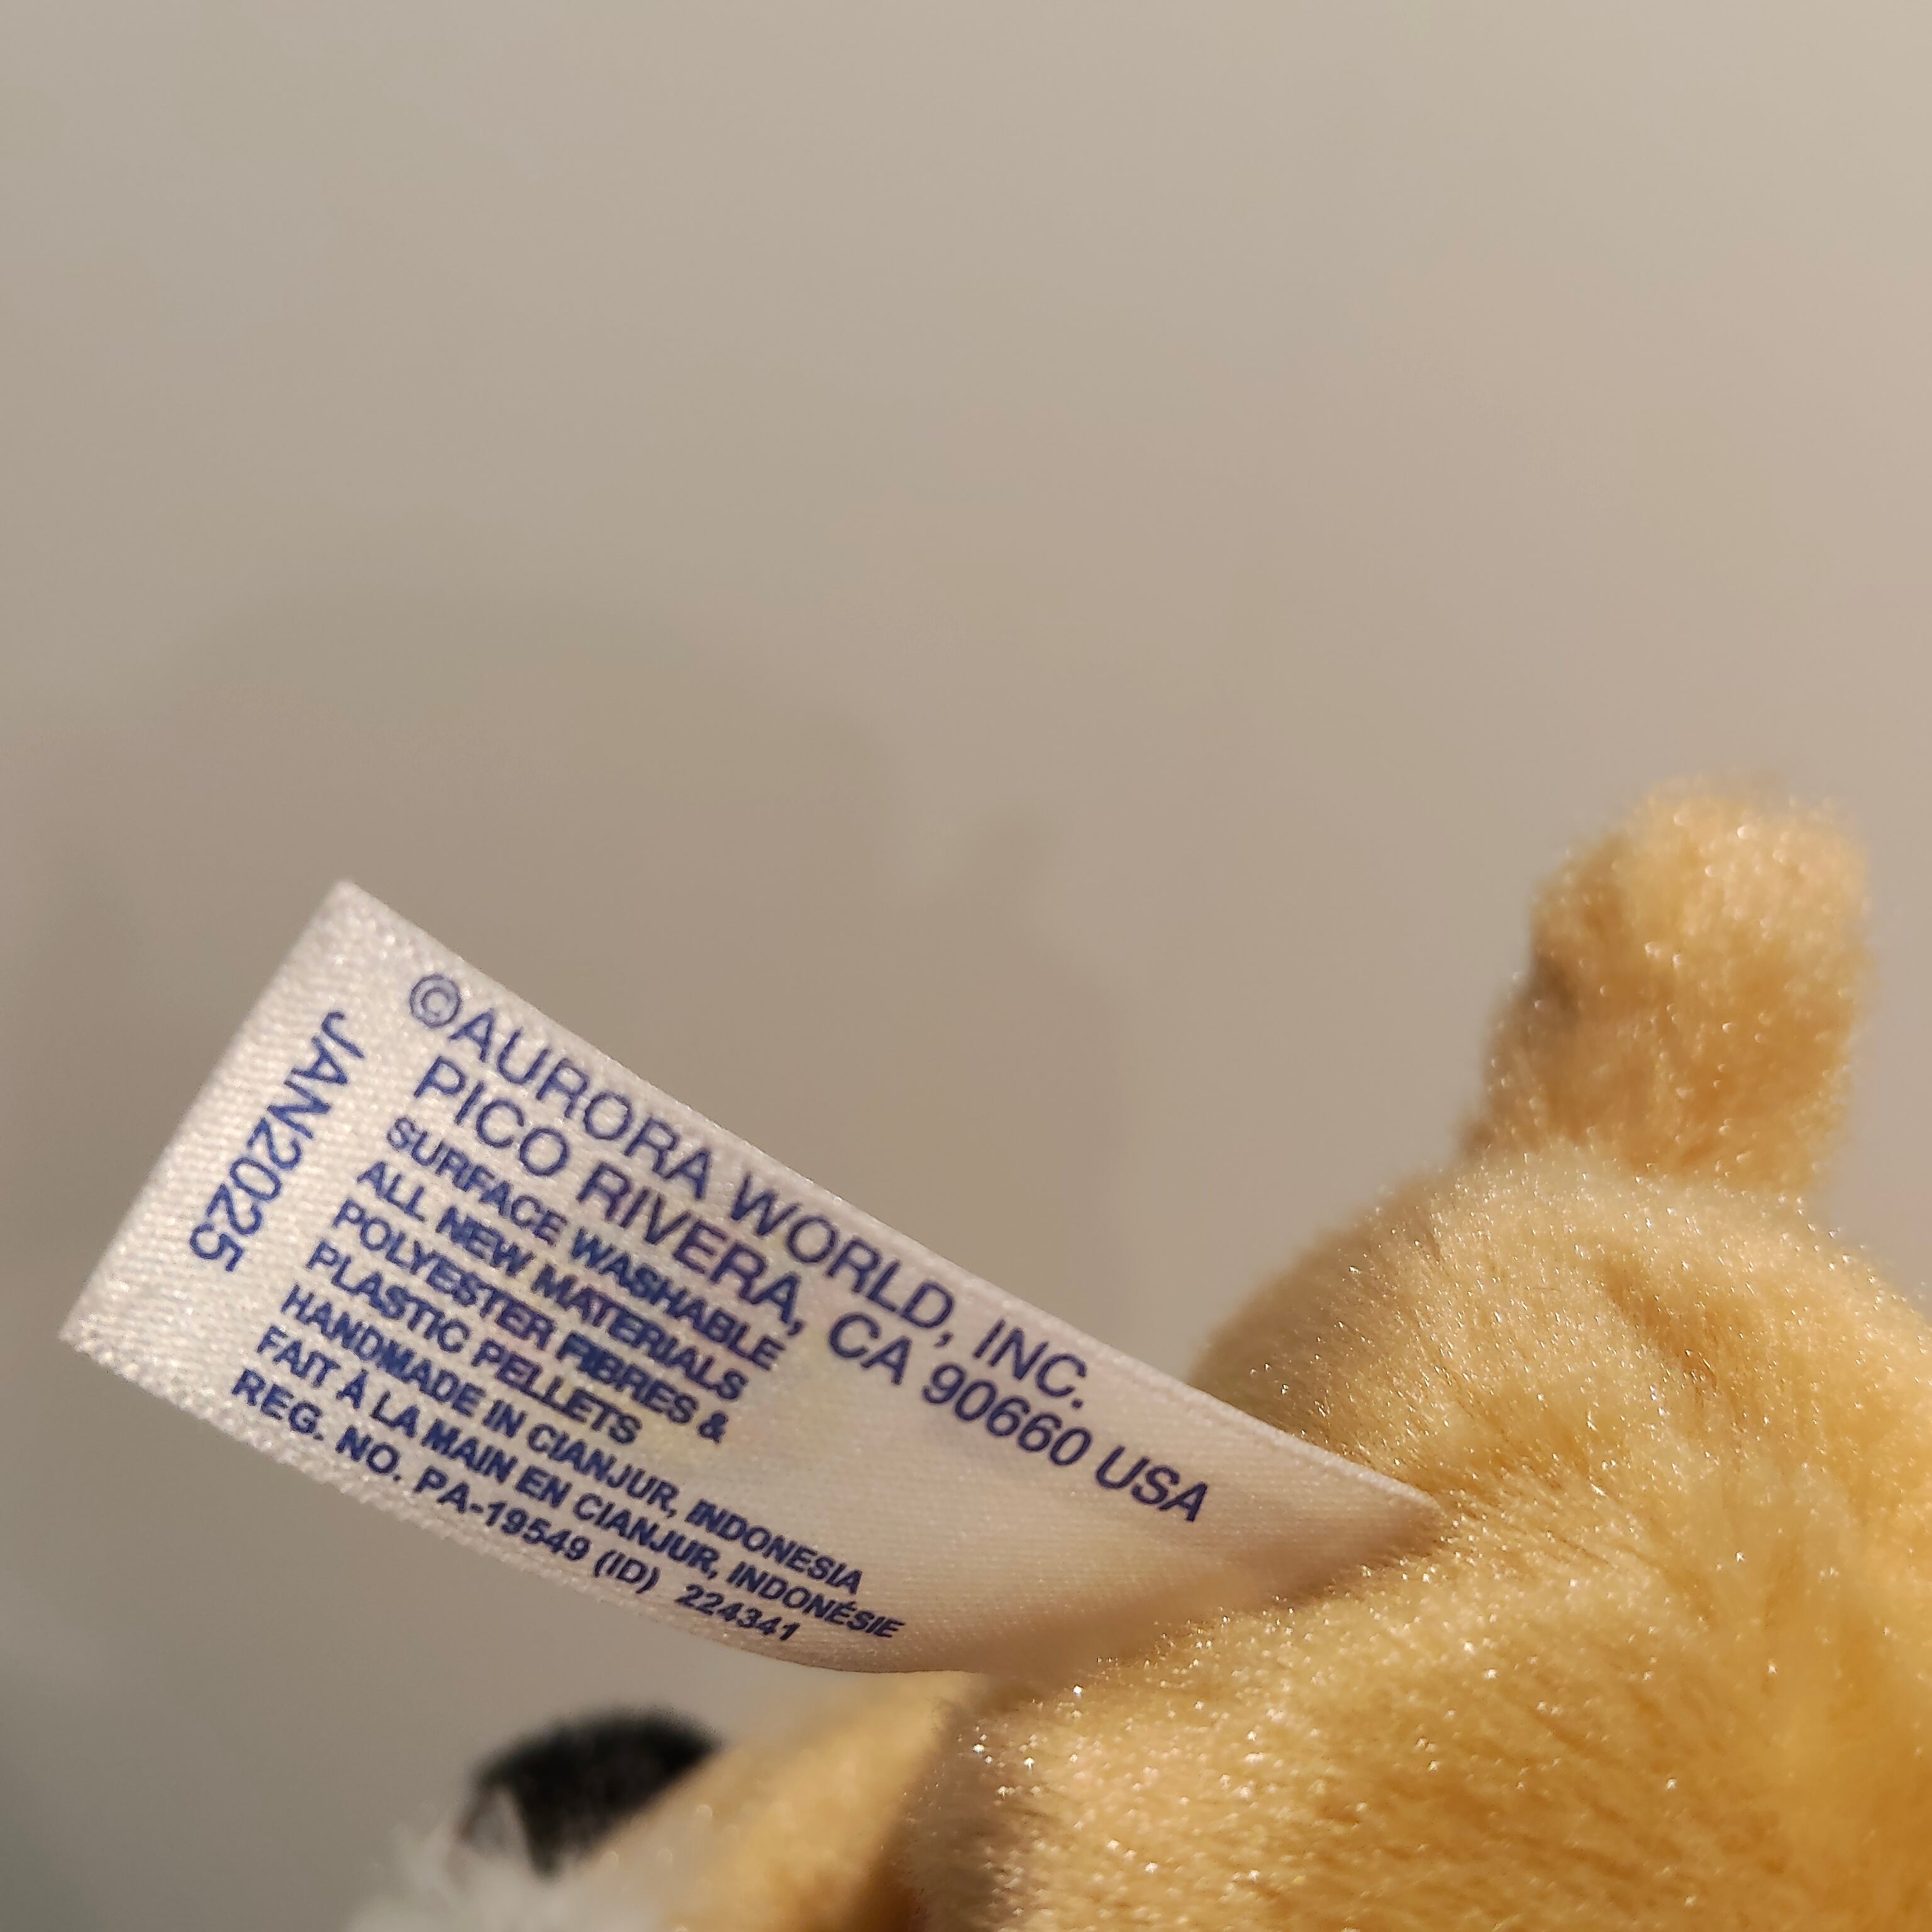 ©AURORA WORLD, INC.
PICO RIVERA, CA 90660 USA
SURFACE WASHABLE
ALL NEW MATERIALS
POLYESTER FIBRES &
PLASTIC PELLETS
HANDMADE IN CIANJUR, INDONESIA
FAIT À LA MAIN EN CIANJUR, INDONÉSIE
REG. NO. PA-19549 (ID) 224341
JAN2025